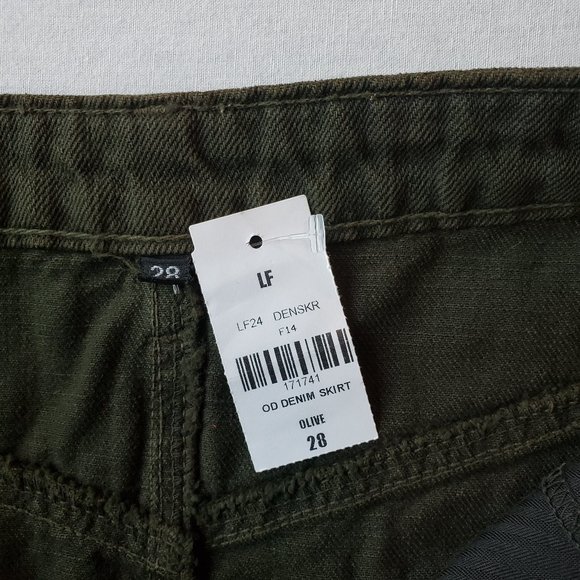 28
LF
LF24 DENSKR
F14
171741
OD DENIM SKIRT
OLIVE
28